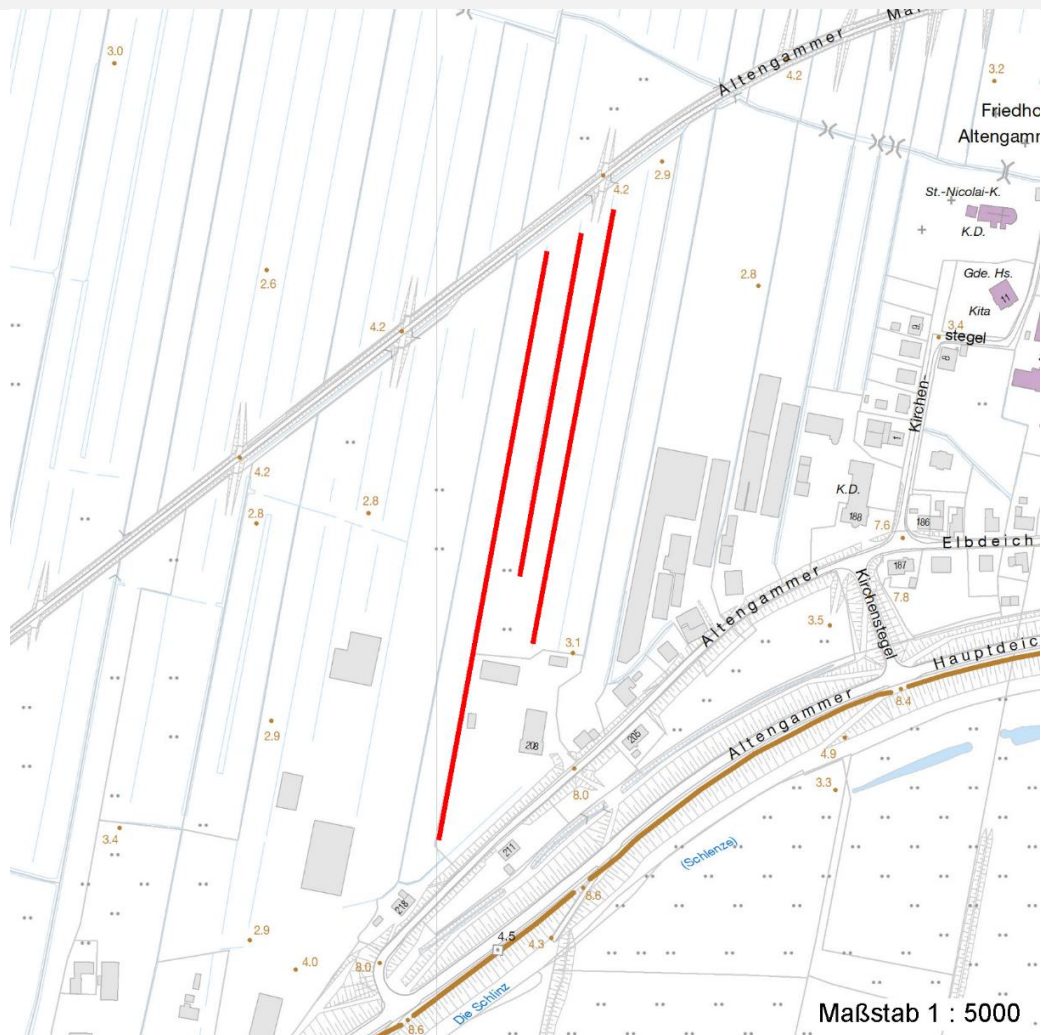 3.0
Altengammer
4.2
3.2
Friedho
Altengamm
2.9
4.2
St.-Nicolai-K.
K.D.
2.6
2.8
Gde. Hs.
11
Kita
4.2
3.4
stegel
9
8
Kirchen-
1
4.2
2.8
2.8
K.D.
188
7.6
186
Elbdeich
187
Kirchenstegel
7.8
3.5
Altengammer
3.1
Hauptdeic
8.4
Altengammer
2.9
208
205
4.9
8.0
3.3
3.4
211
(Schlenze)
218
8.6
4.5
4.3
2.9
4.0
8.0
Die Schlinz
8.6
Maßstab 1 : 5000